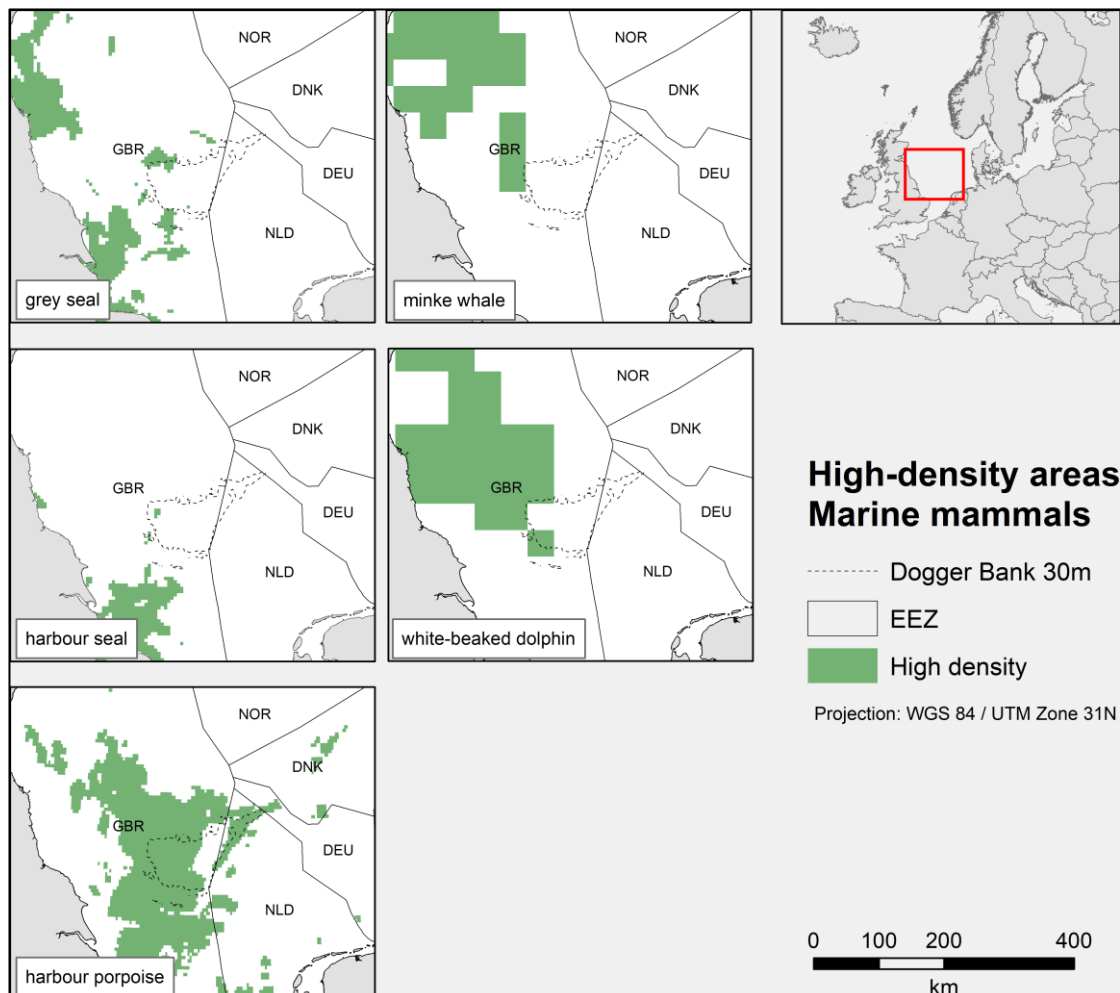 NOR
DNK
GBR
DEU
NLD
grey seal
NOR
DNK
GBR
DEU
NLD
minke whale
NOR
DNK
GBR
DEU
NLD
harbour seal
NOR
DNK
GBR
DEU
NLD
white-beaked dolphin
NOR
DNK
GBR
DEU
NLD
harbour porpoise
High-density areas
Marine mammals
Dogger Bank 30m
EEZ
High density
Projection: WGS 84 / UTM Zone 31N
0 100 200 400
km